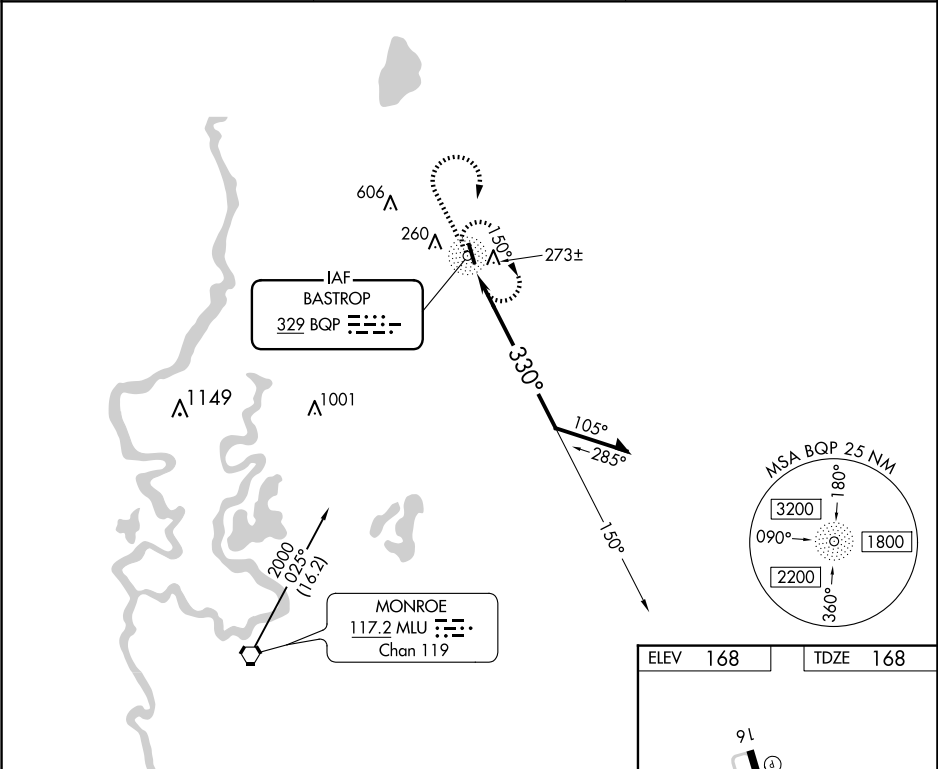 606
260
150°
273±
IAF
BASTROP
329 BQP
330°
1149
1001
105°
285°
150°
MSA BQP 25 NM
180°
3200
090°
1800
2200
360°
2000
025°
(16.2)
MONROE
117.2 MLU
Chan 119
ELEV 168
TDZE 168
16
P